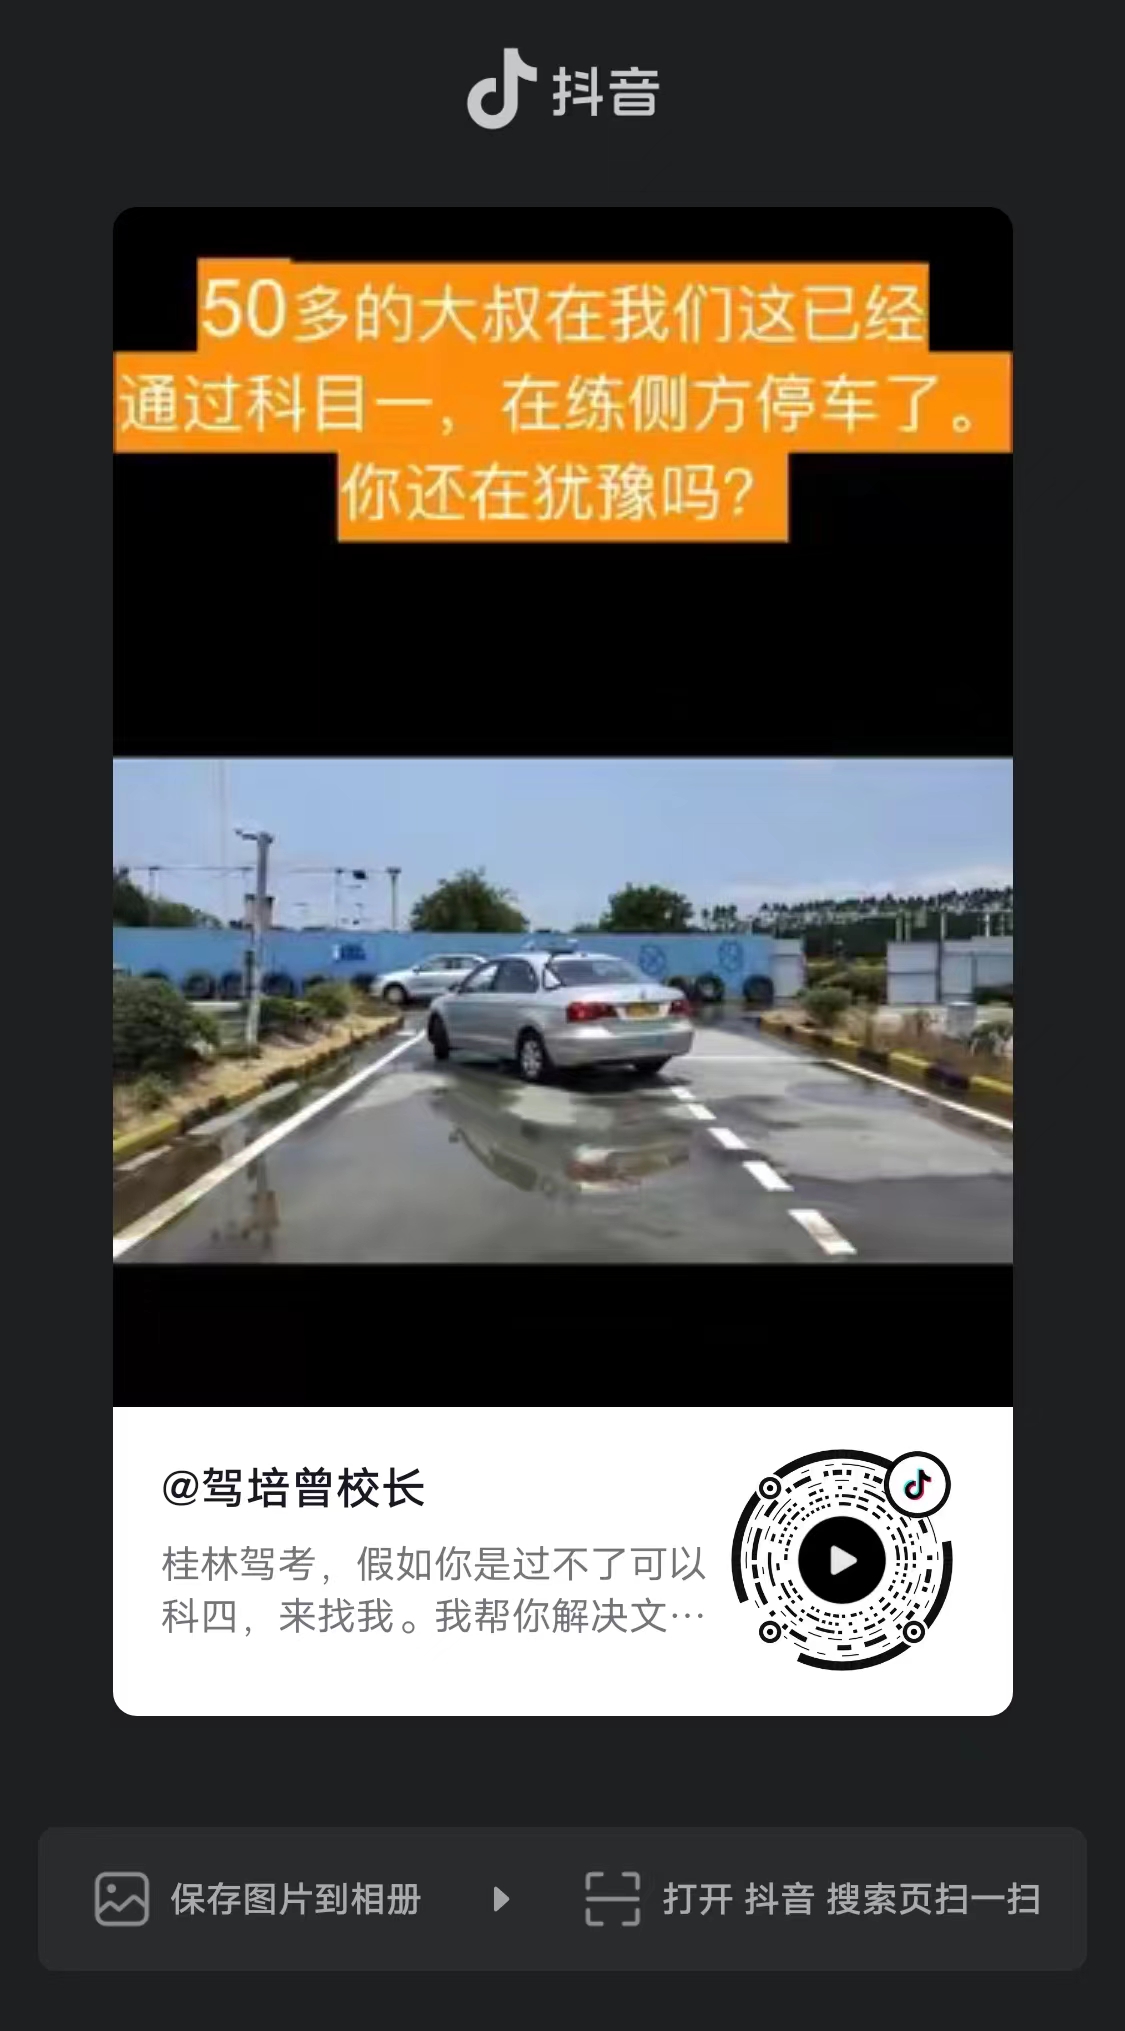 抖音
50多的大叔在我们这已经
通过科目一，在练侧方停车了。
你还在犹豫吗？
@驾培曾校长
桂林驾考，假如你是过不了可以
科四，来找我。我帮你解决文…
保存图片到相册
打开 抖音 搜索页扫一扫